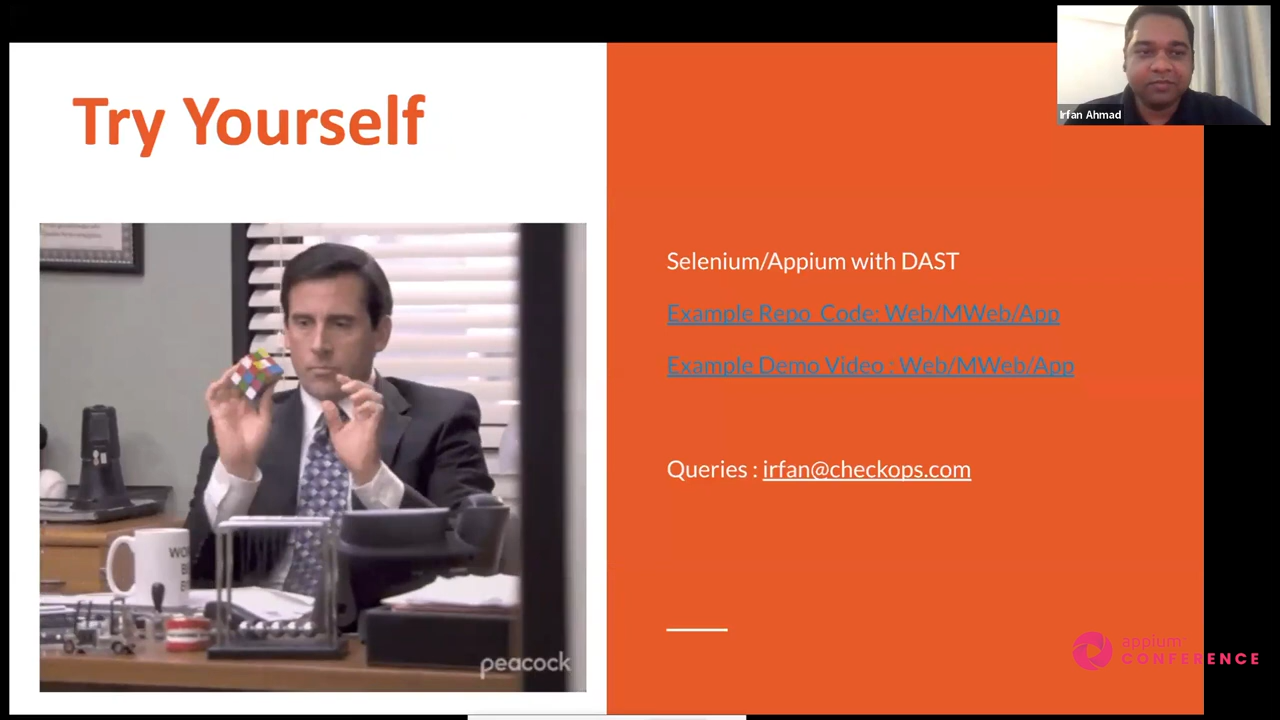 Try Yourself
Irfan Ahmad
Selenium/Appium with DAST
Example Repo Code: Web/MWeb/App
Example Demo Video : Web/MWeb/App
Queries : irfan@checkops.com
WO
peacock
appium
CONFERENCE